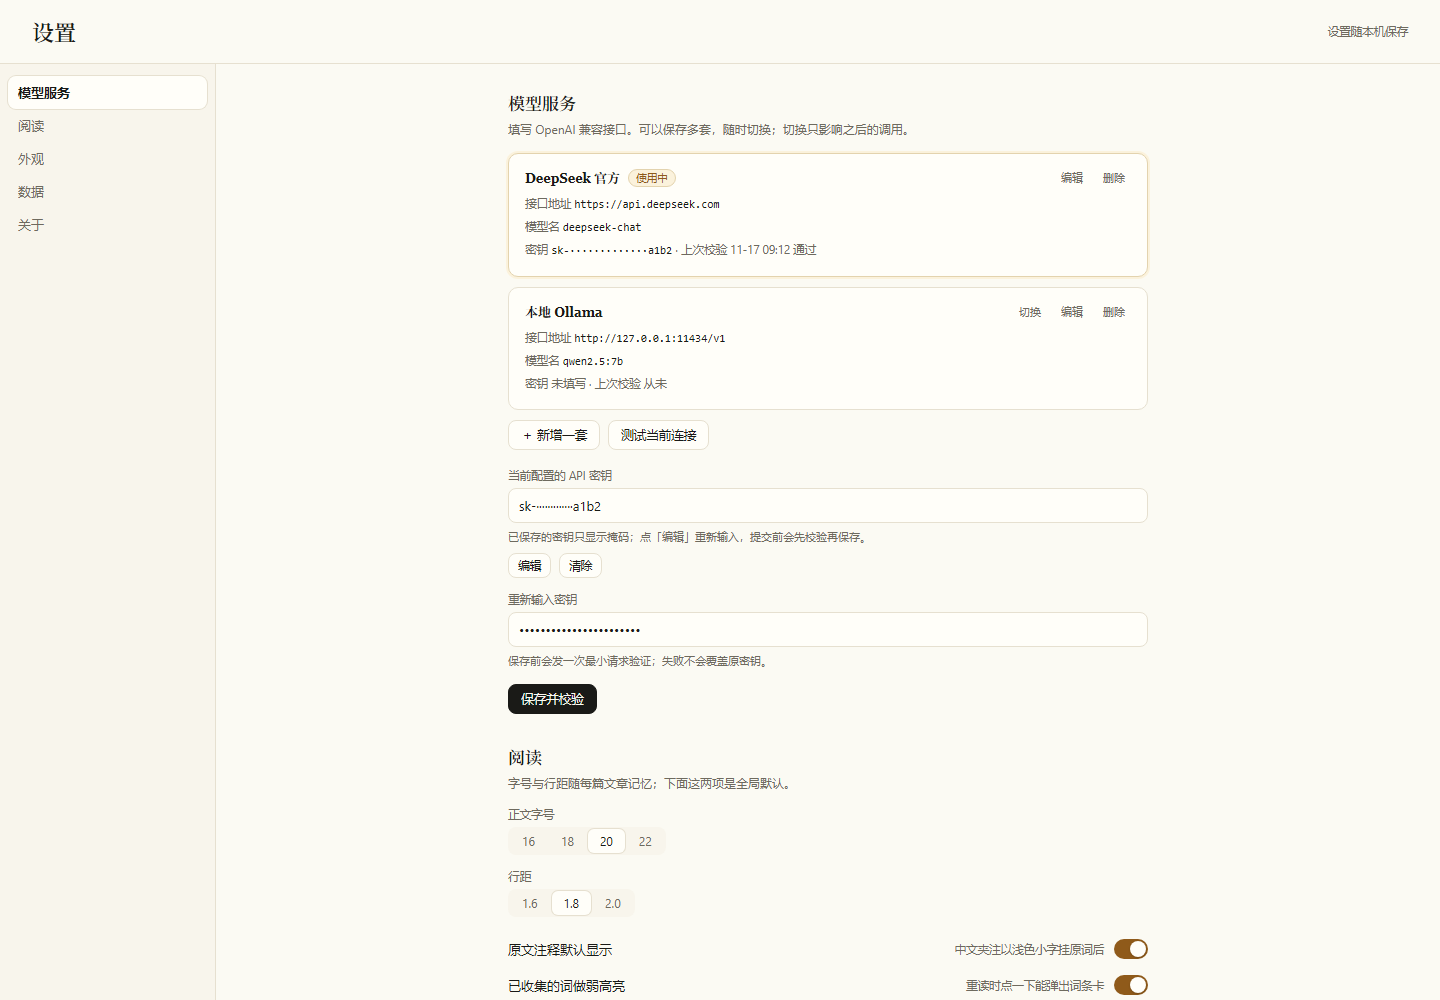 设置
设置随本机保存
模型服务
阅读
外观
数据
关于
模型服务
填写 OpenAI 兼容接口。可以保存多套，随时切换；切换只影响之后的调用。
DeepSeek 官方 使用中 编辑 删除
接口地址 https://api.deepseek.com
模型名 deepseek-chat
密钥 sk-·············a1b2 · 上次校验 11-17 09:12 通过
本地 Ollama 切换 编辑 删除
接口地址 http://127.0.0.1:11434/v1
模型名 qwen2.5:7b
密钥 未填写 · 上次校验 从未
+ 新增一套 测试当前连接
当前配置的 API 密钥
sk-·············a1b2
已保存的密钥只显示掩码；点「编辑」重新输入，提交前会先校验再保存。
编辑 清除
重新输入密钥
•••••••••••••••••••••••
保存前会发一次最小请求验证；失败不会覆盖原密钥。
保存并校验
阅读
字号与行距随每篇文章记忆；下面这两项是全局默认。
正文字号
16 18 20 22
行距
1.6 1.8 2.0
原文注释默认显示 中文夹注以浅色小字挂原词后
已收集的词做弱高亮 重读时点一下能弹出词条卡